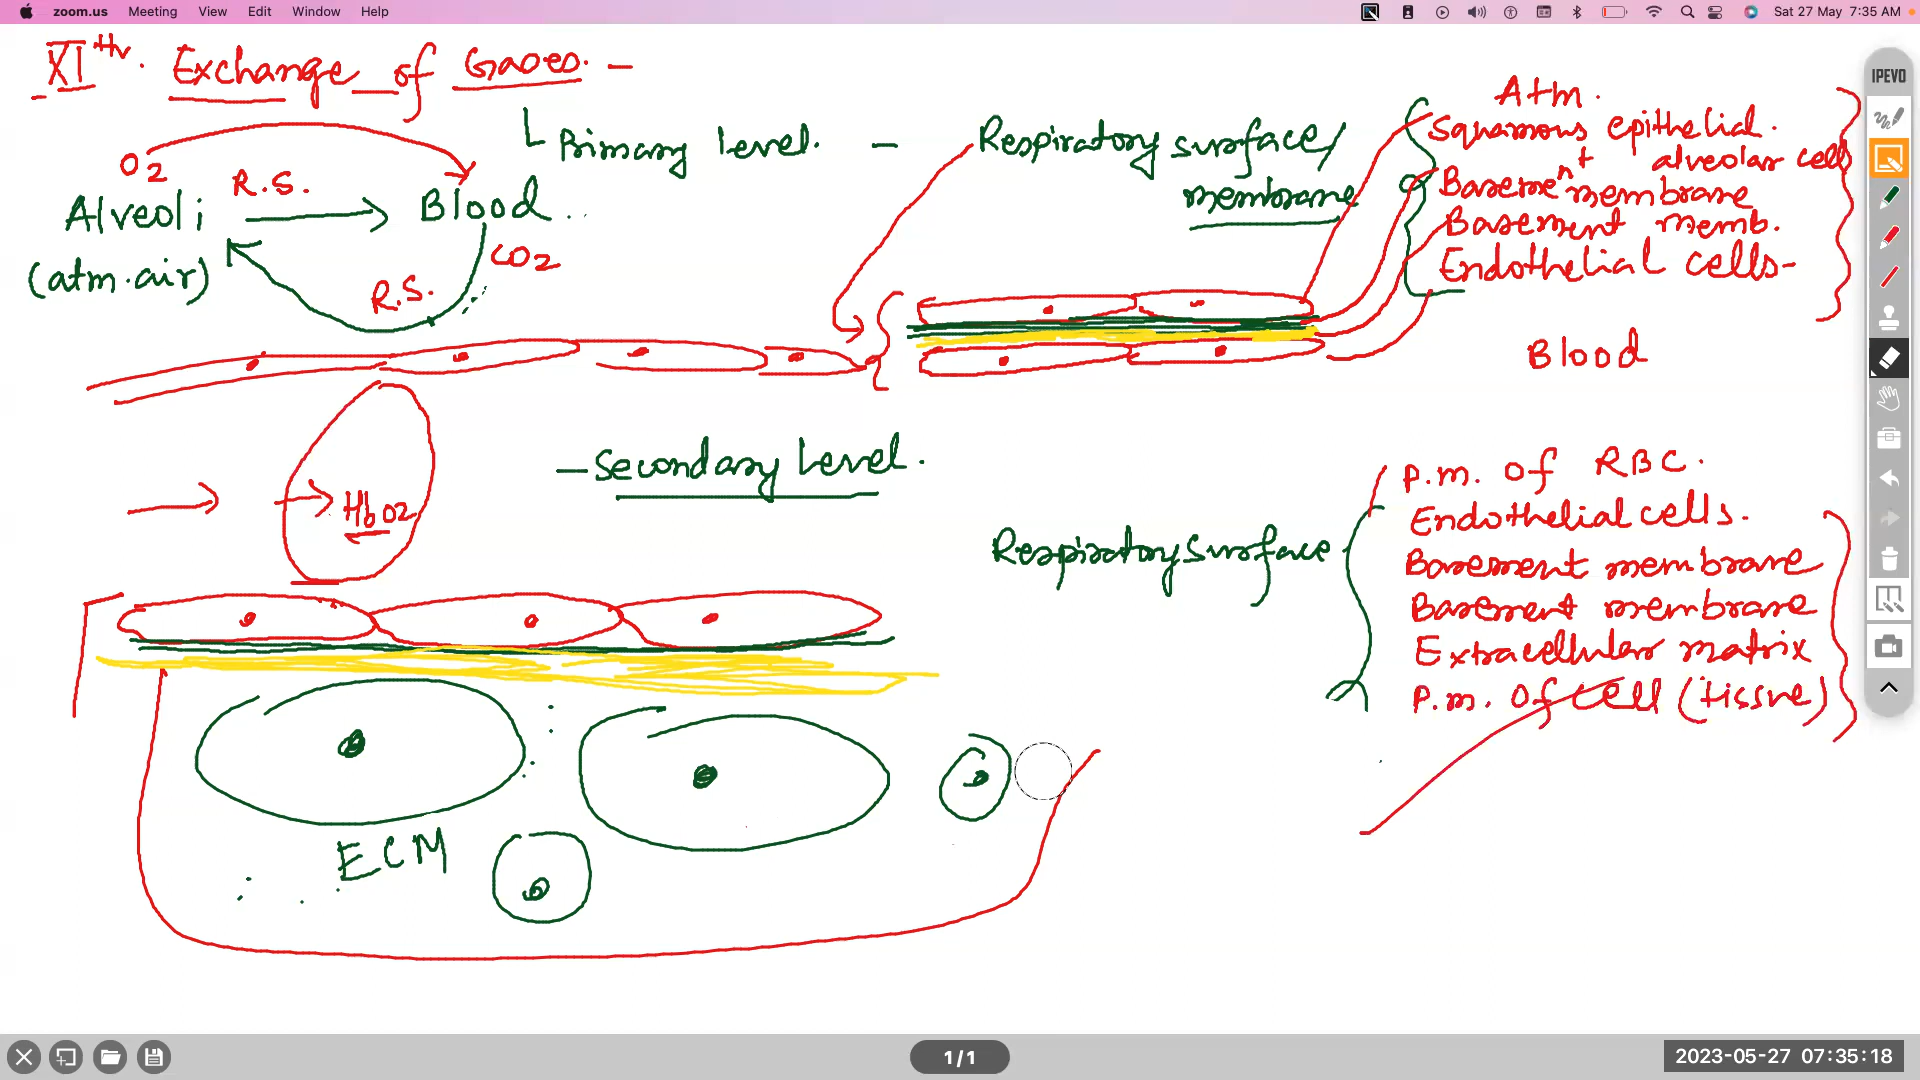 zoom.us Meeting View Edit Window Help Sat 27 May 7:35 AM
XIth. Exchange of Gases. -
IPEVO
Atm.
Primary level. - Respiratory surface/
membrane
Squamous epithelial.
alveolar cell
Basement membrane
Basement memb.
Endothelial cells-
O2
R.S.
Alveoli Blood.
(atm.air)
CO2
R.S.
Blood
- Secondary Level.
HbO2
P.m. of RBC.
Endothelial cells.
Respiratory surface
Basement membrane
Basement membrane
Extracellular matrix
P.m. of cell (tissue)
ECM
1/1
2023-05-27 07:35:18